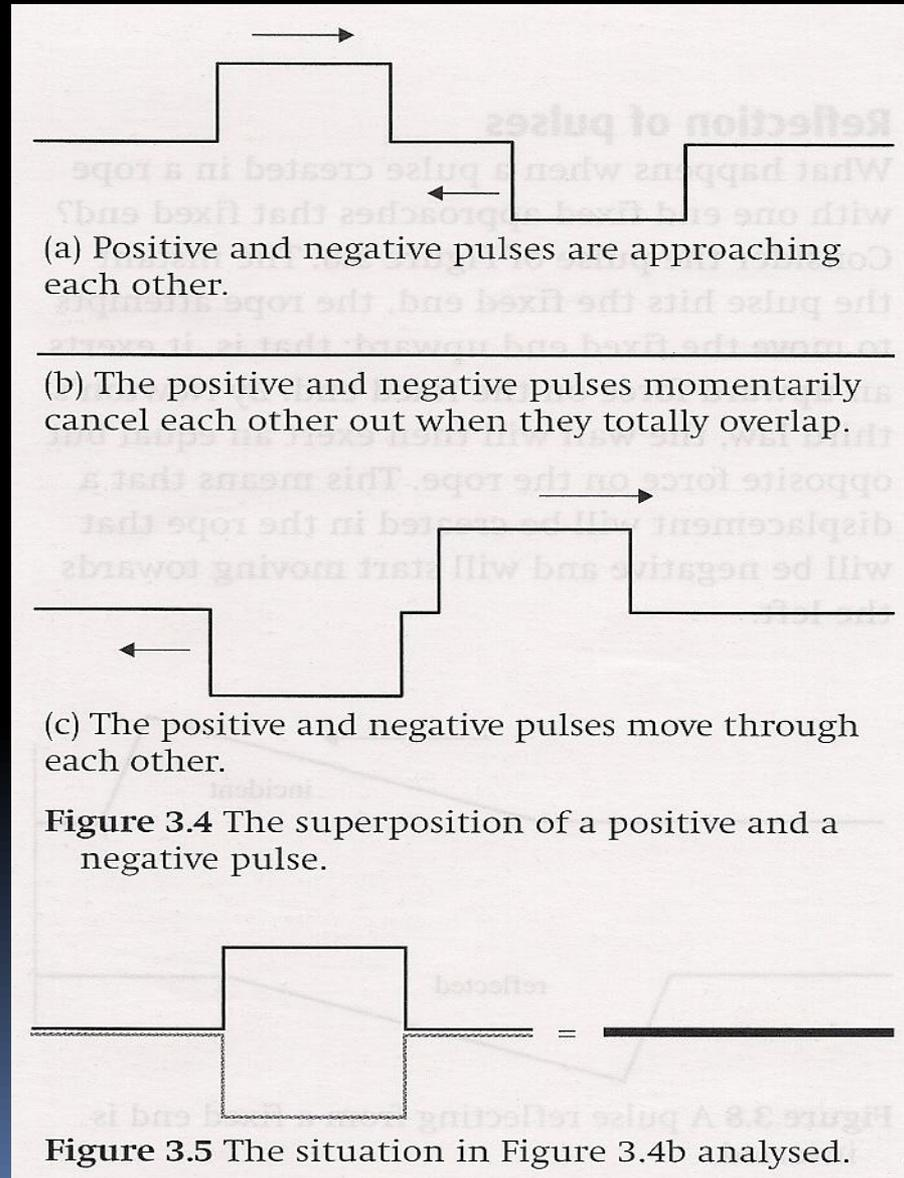 (a) Positive and negative pulses are approaching
each other.
(b) The positive and negative pulses momentarily
cancel each other out when they totally overlap.
(c) The positive and negative pulses move through
each other.
Figure 3.4 The superposition of a positive and a
negative pulse.
=
Figure 3.5 The situation in Figure 3.4b analysed.